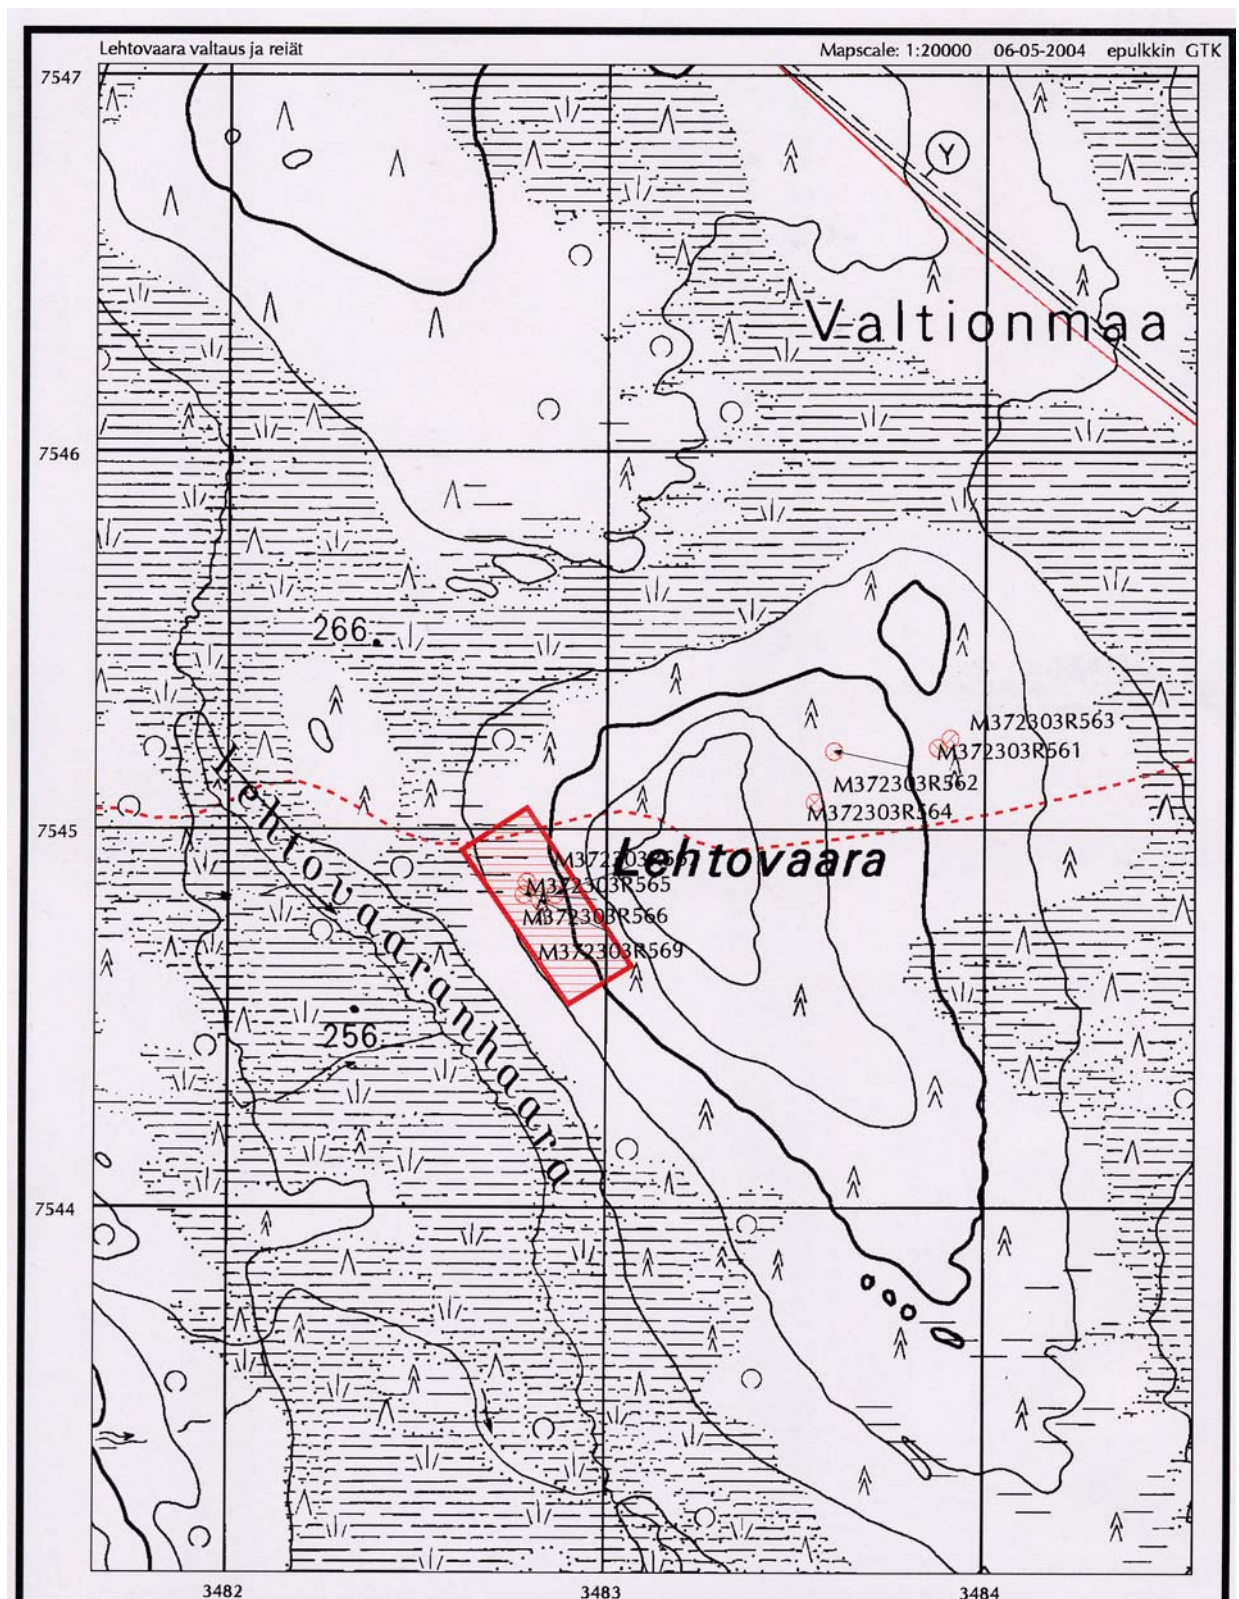 Lehtovaara valtaus ja reiät
Mapscale: 1:20000 06-05-2004 epulkkin GTK
7547
Y
Valtionmaa
7546
266
M372303R563
M372303R561
M372303R562
M372303R564
7545
Lehtovaara
M372303R565
M372303R566
M372303R569
Lehtovaaranhaara
256
7544
3482
3483
3484